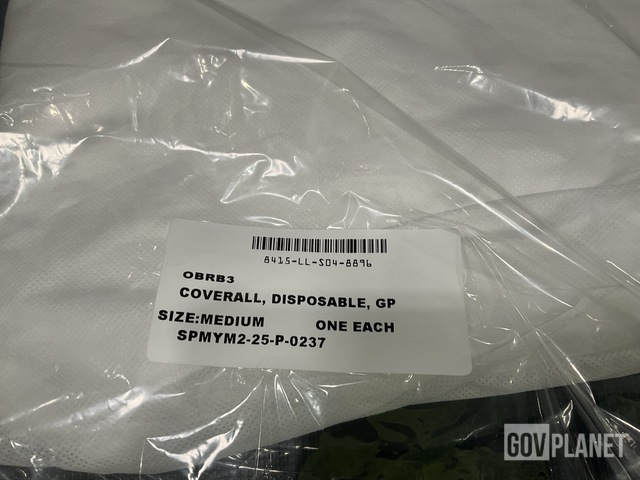 8415-LL-S04-8896
OBRB3
COVERALL, DISPOSABLE, GP
SIZE:MEDIUM ONE EACH
SPMYM2-25-P-0237
GOVPLANET